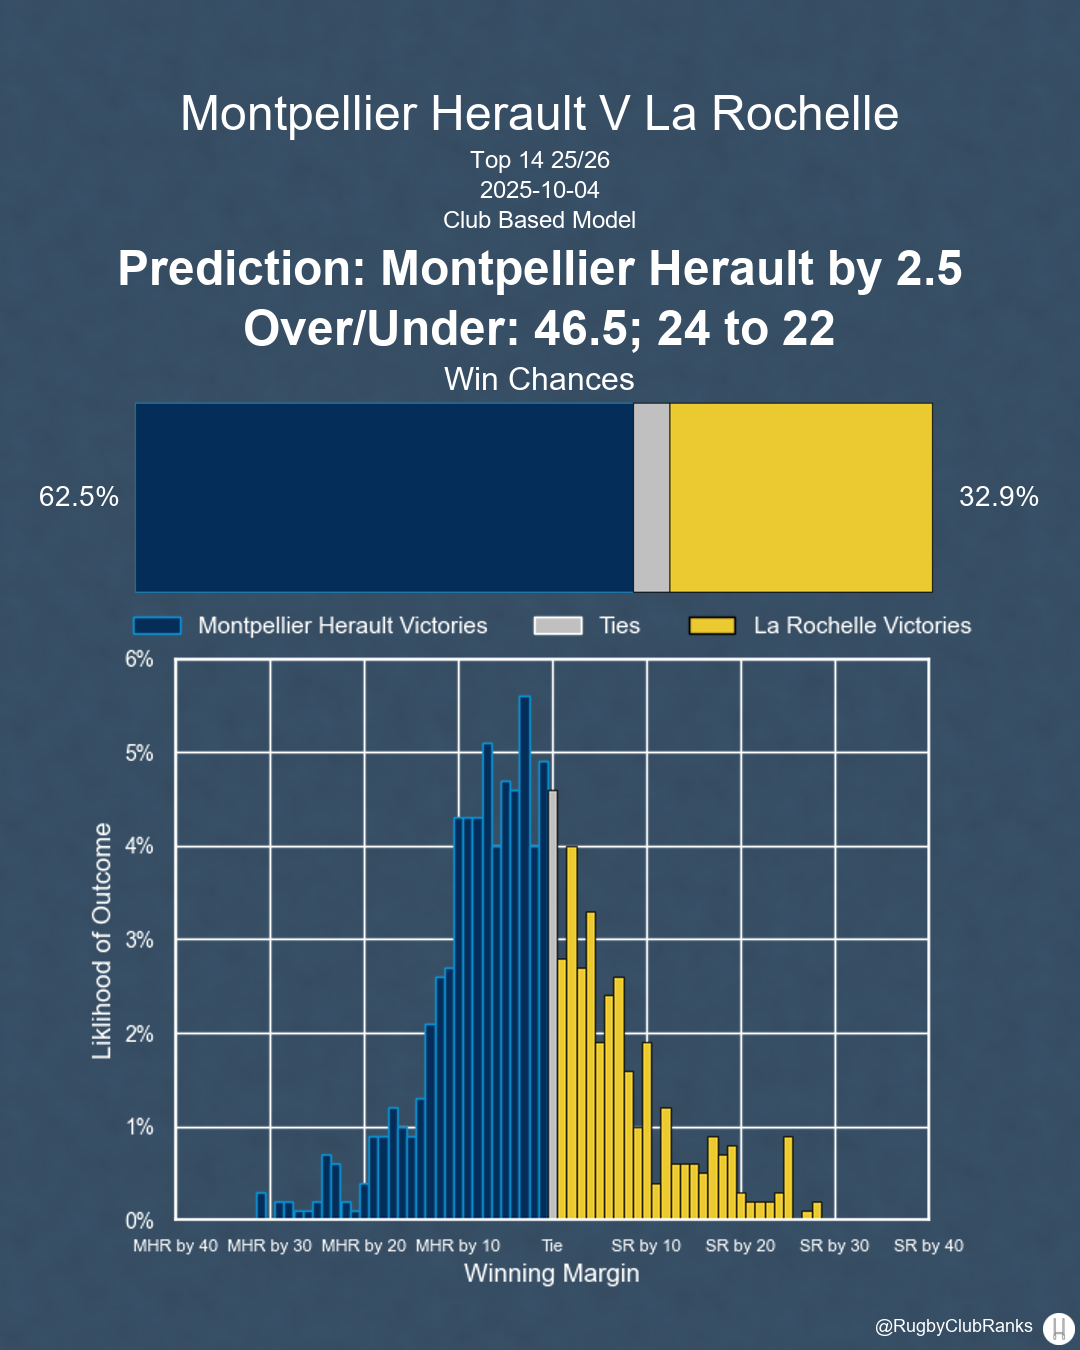 Montpellier Herault V La Rochelle
Top 14 25/26
2025-10-04
Club Based Model
Prediction: Montpellier Herault by 2.5
Over/Under: 46.5; 24 to 22
Win Chances
62.5%
32.9%
Montpellier Herault Victories
Ties
La Rochelle Victories
6%
5%
4%
3%
2%
1%
0%
Liklihood of Outcome
MHR by 40
MHR by 30
MHR by 20
MHR by 10
Tie
SR by 10
SR by 20
SR by 30
SR by 40
Winning Margin
@RugbyClubRanks